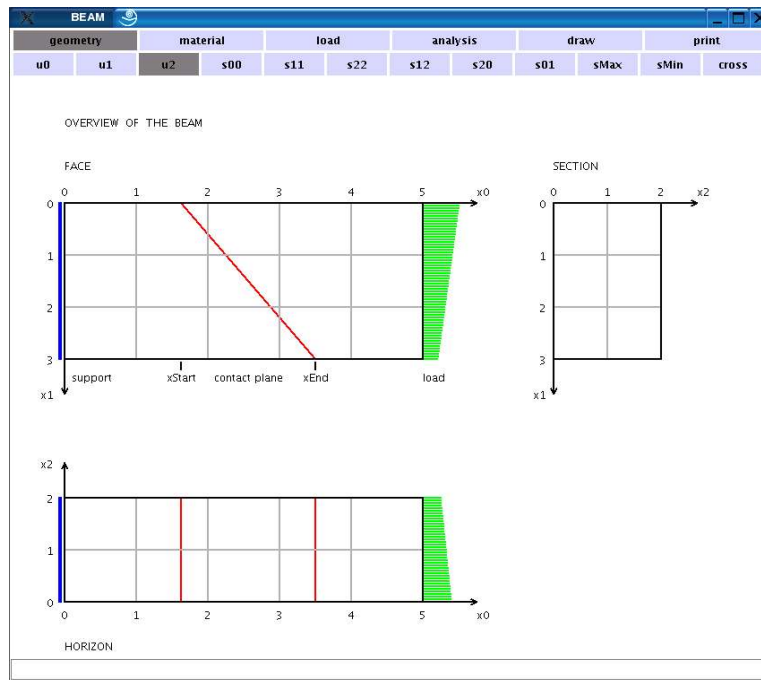 BEAM
geometry material load analysis draw print
u0 u1 u2 s00 s11 s22 s12 s20 s01 sMax sMin cross
OVERVIEW OF THE BEAM
FACE
0 1 2 3 4 5 x0
0
1
2
3
x1
support xStart contact plane xEnd load
SECTION
0 1 2 x2
0
1
2
3
x1
x2
2
1
0
0 1 2 3 4 5 x0
HORIZON